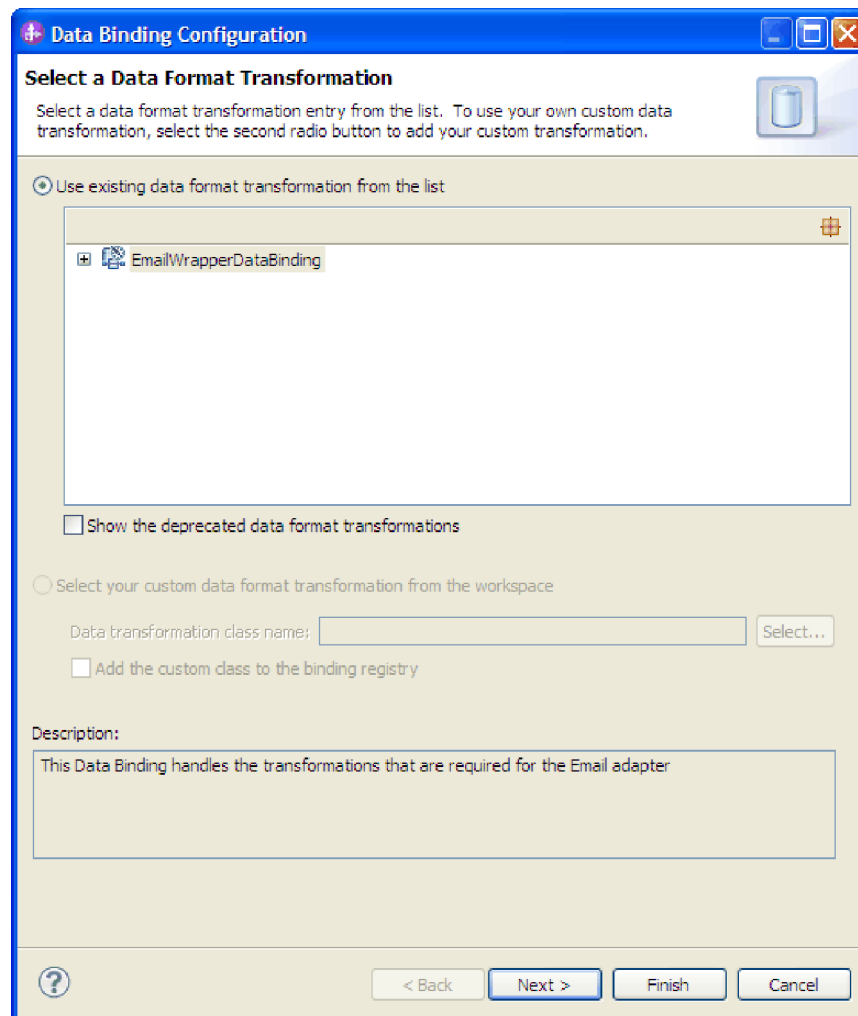 Data Binding Configuration
Select a Data Format Transformation
Select a data format transformation entry from the list. To use your own custom data
transformation, select the second radio button to add your custom transformation.
Use existing data format transformation from the list
EmailWrapperDataBinding
Show the deprecated data format transformations
Select your custom data format transformation from the workspace
Data transformation class name:
Select...
Add the custom class to the binding registry
Description:
This Data Binding handles the transformations that are required for the Email adapter
?
< Back
Next >
Finish
Cancel